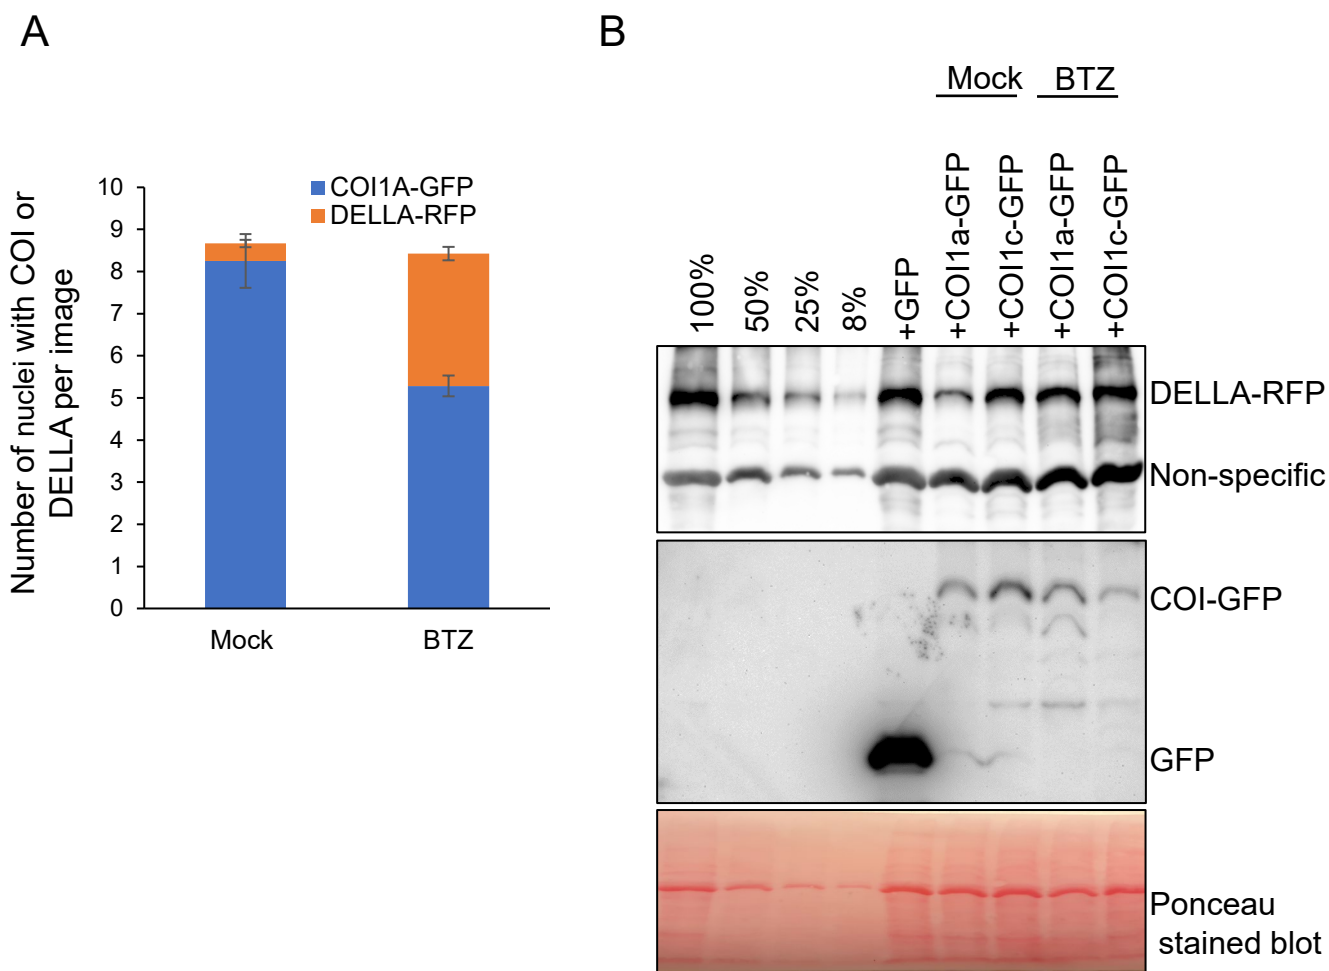 A
B
Number of nuclei with COI or
DELLA per image
10
9
8
7
6
5
4
3
2
1
0
COI1A-GFP
DELLA-RFP
Mock
BTZ
Mock
BTZ
100%
50%
25%
8%
+GFP
+COI1a-GFP
+COI1c-GFP
+COI1a-GFP
+COI1c-GFP
DELLA-RFP
Non-specific
COI-GFP
GFP
Ponceau
stained blot